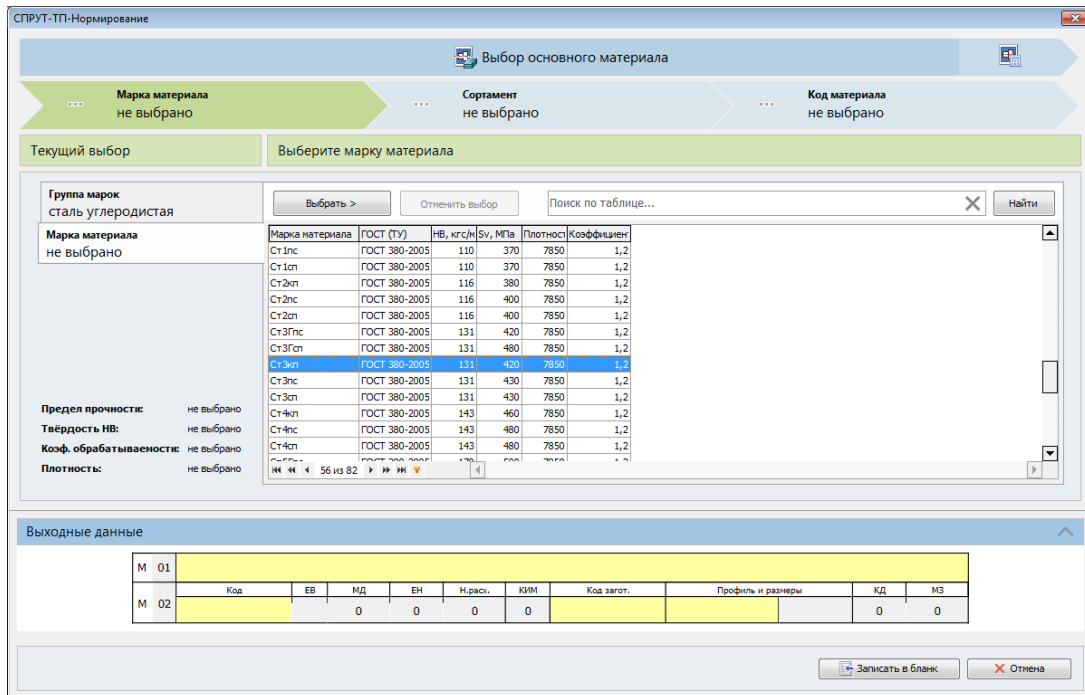 СПРУТ-ТП-Нормирование
Выбор основного материала
Марка материала
не выбрано
Сортамент
не выбрано
Код материала
не выбрано
Текущий выбор
Выберите марку материала
Группа марок
сталь углеродистая
Марка материала
не выбрано
Выбрать >
Отменить выбор
Поиск по таблице...
Найти
Марка материала ГОСТ (ТУ) HB, кгс/м Sv, МПа Плотност Коэффициент
Ст1пс ГОСТ 380-2005 110 370 7850 1,2
Ст1сп ГОСТ 380-2005 110 370 7850 1,2
Ст2кп ГОСТ 380-2005 116 380 7850 1,2
Ст2пс ГОСТ 380-2005 116 400 7850 1,2
Ст2сп ГОСТ 380-2005 116 400 7850 1,2
Ст3Гпс ГОСТ 380-2005 131 420 7850 1,2
Ст3Гсп ГОСТ 380-2005 131 480 7850 1,2
Ст3кп ГОСТ 380-2005 131 420 7850 1,2
Ст3пс ГОСТ 380-2005 131 430 7850 1,2
Ст3сп ГОСТ 380-2005 131 430 7850 1,2
Ст4кп ГОСТ 380-2005 143 460 7850 1,2
Ст4пс ГОСТ 380-2005 143 480 7850 1,2
Ст4сп ГОСТ 380-2005 143 480 7850 1,2
56 из 82
Предел прочности: не выбрано
Твёрдость HB: не выбрано
Коэф. обрабатываемости: не выбрано
Плотность: не выбрано
Выходные данные
М 01
Код ЕВ МД ЕН Н.расх. КИМ Код загот. Профиль и размеры КД МЗ
М 02 0 0 0 0 0 0
Записать в бланк
Отмена